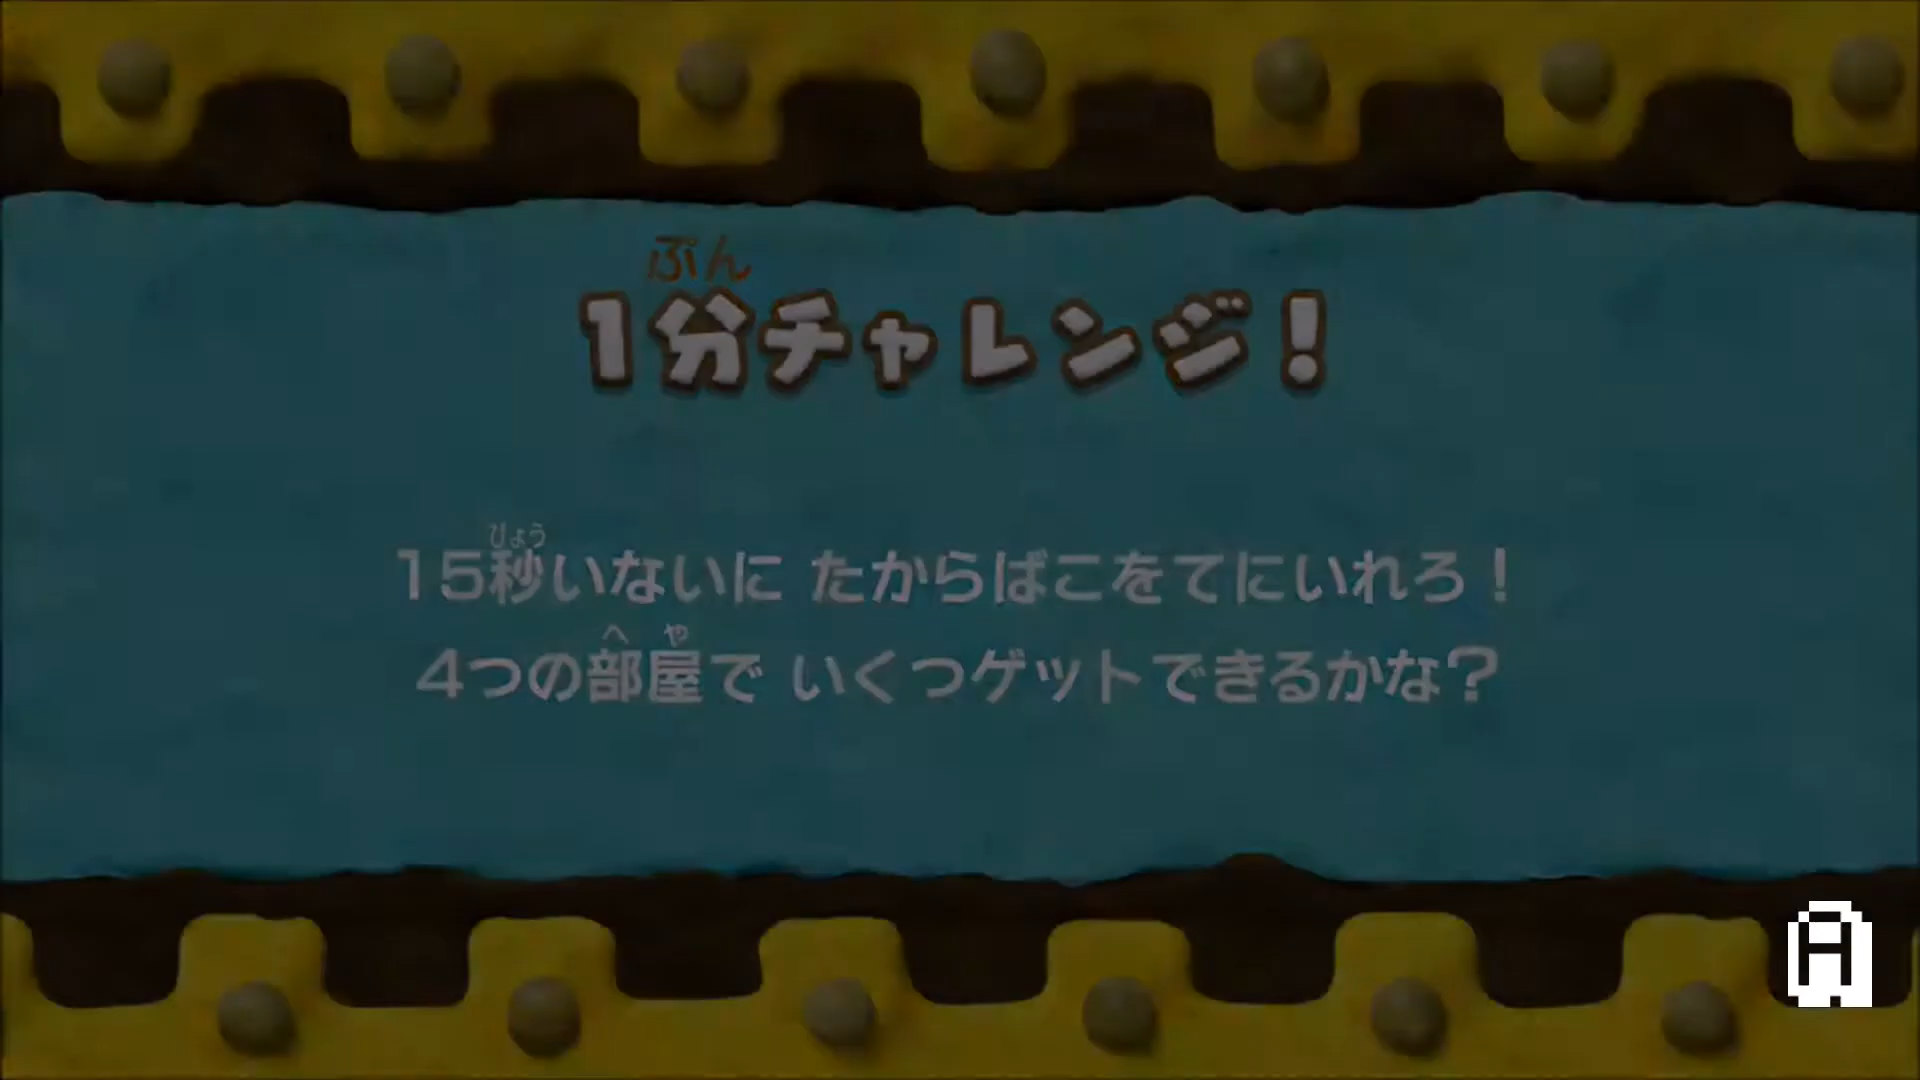 ぷん
1分チャレンジ!
びょう
15秒いないに たからばこをてにいれろ!
へ や
4つの部屋で いくつゲットできるかな?
A